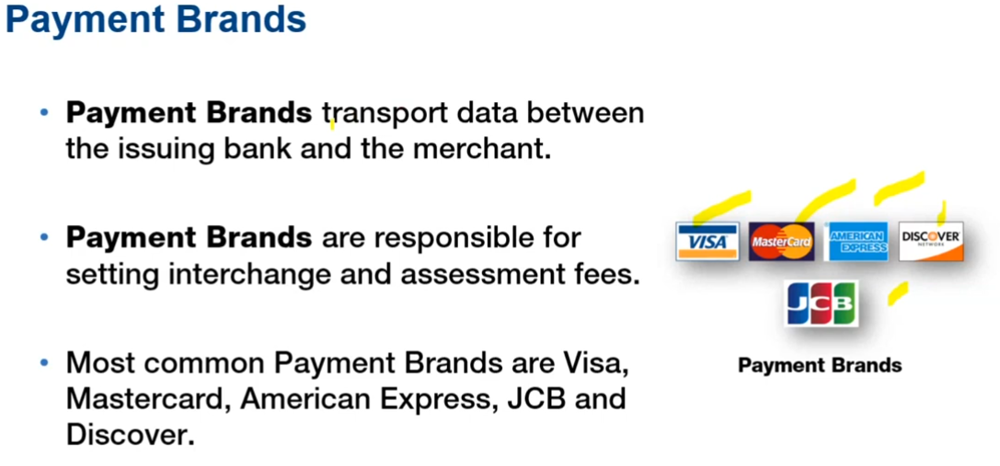 Payment Brands
• Payment Brands transport data between
the issuing bank and the merchant.
• Payment Brands are responsible for
setting interchange and assessment fees.
• Most common Payment Brands are Visa,
Mastercard, American Express, JCB and
Discover.
VISA
MasterCard
AMERICAN
EXPRESS
DISCOVER
NETWORK
JCB
Payment Brands